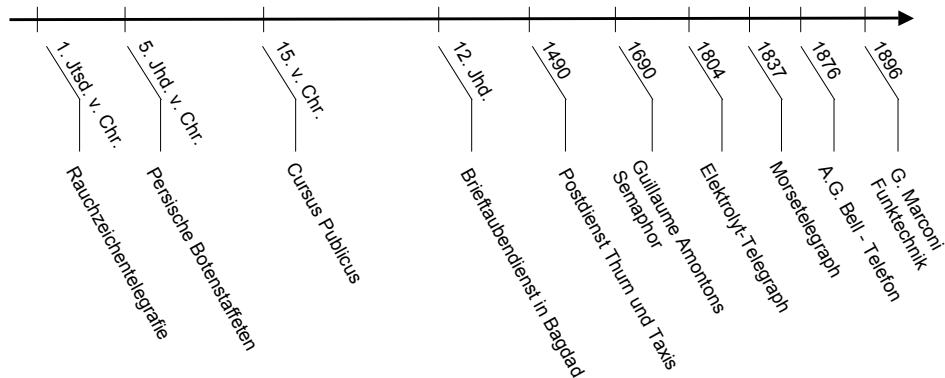 1. Jtsd. v. Chr.
Rauchzeichentelegrafie
5. Jhd. v. Chr.
Persische Botenstaffeten
15. v. Chr.
Cursus Publicus
12. Jhd.
Brieftaubendienst in Bagdad
1490
Postdienst Thurn und Taxis
1690
Guillaume Amontons
Semaphor
1804
Elektrolyt-Telegraph
1837
Morsetelegraph
1876
A.G. Bell - Telefon
1896
G. Marconi
Funktechnik